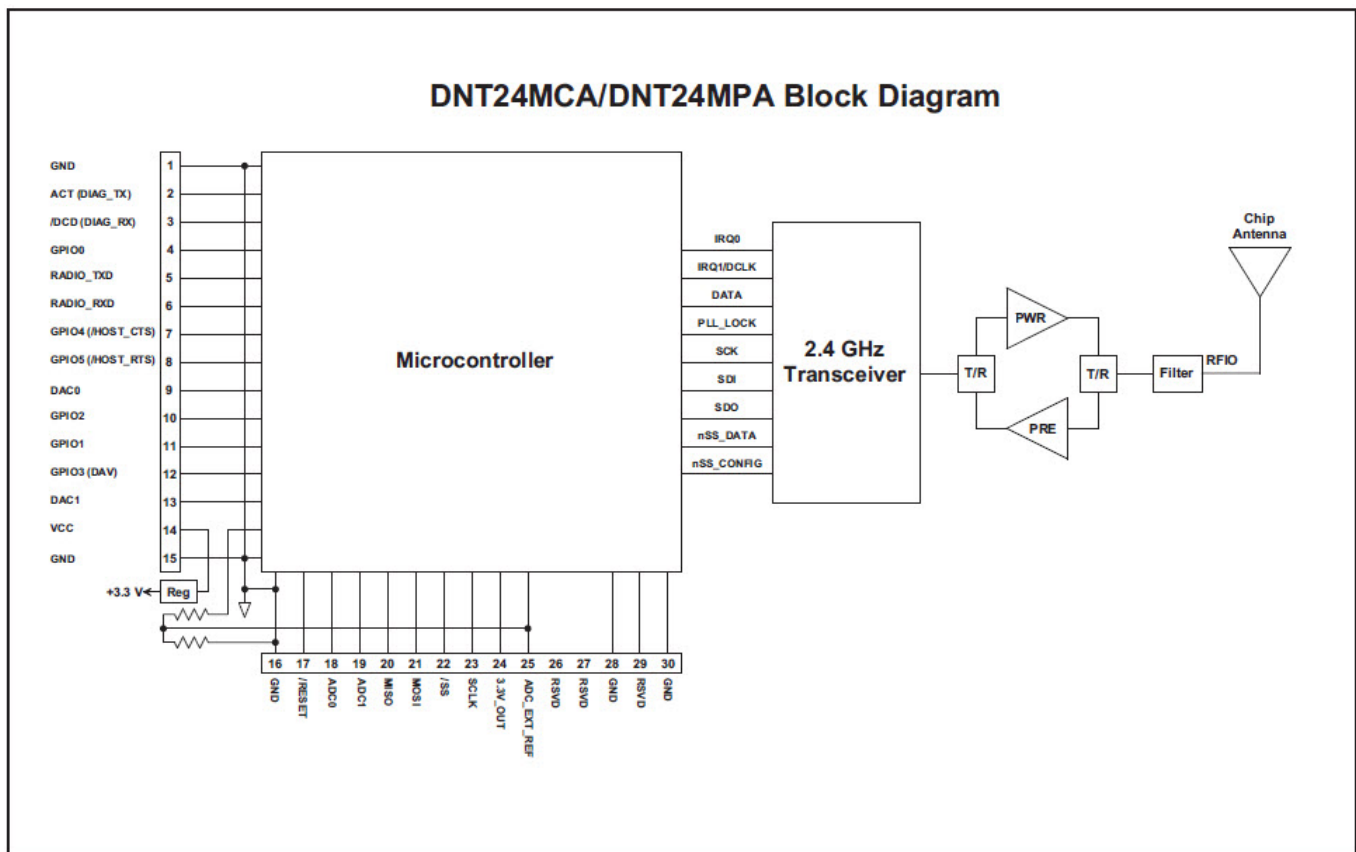 DNT24MCA/DNT24MPA Block Diagram
GND 1
ACT (DIAG_TX) 2
/DCD (DIAG_RX) 3
GPIO0 4
RADIO_TXD 5
RADIO_RXD 6
GPIO4 (/HOST_CTS) 7
GPIO5 (/HOST_RTS) 8
DAC0 9
GPIO2 10
GPIO1 11
GPIO3 (DAV) 12
DAC1 13
VCC 14
GND 15
+3.3 V
Reg
Microcontroller
IRQ0
IRQ1/DCLK
DATA
PLL_LOCK
SCK
SDI
SDO
nSS_DATA
nSS_CONFIG
2.4 GHz
Transceiver
T/R
PWR
PRE
T/R
Filter
RFIO
Chip
Antenna
16 GND
17 /RESET
18 ADC0
19 ADC1
20 MISO
21 MOSI
22 /SS
23 SCLK
24 3.3V_OUT
25 ADC_EXT_REF
26 RSVD
27 RSVD
28 GND
29 RSVD
30 GND